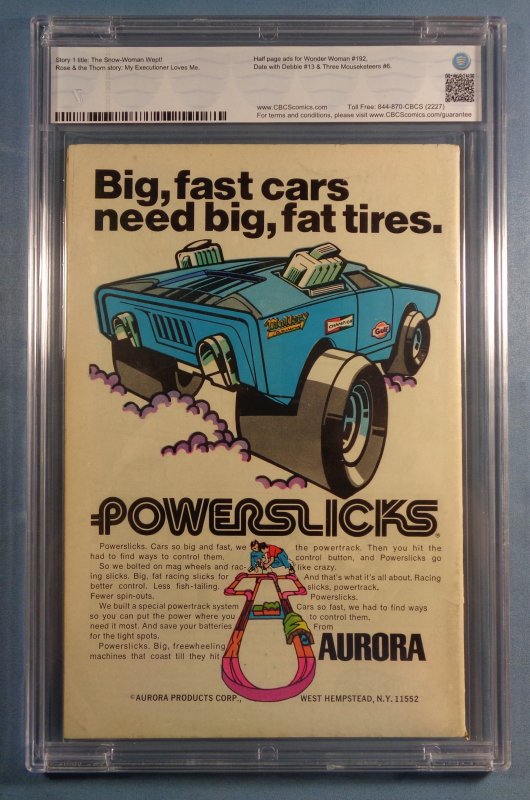 Story 1 title: The Snow-Woman Wept!
Rose & the Thorn story: My Executioner Loves Me.
Half page ads for Wonder Woman #192,
Date with Debbie #13 & Three Mouseketeers #6.
www.CBCScomics.com Toll Free: 844-870-CBCS (2227)
For terms and conditions, please visit www.CBCScomics.com/guarantee
Big, fast cars
need big, fat tires.
CHAMPION
Gulf
POWERSLICKS®
Powerslicks. Cars so big and fast, we
had to find ways to control them.
So we bolted on mag wheels and rac-
ing slicks. Big, fat racing slicks for
better control. Less fish-tailing.
Fewer spin-outs.
We built a special powertrack system
so you can put the power where you
need it most. And save your batteries
for the tight spots.
Powerslicks. Big, freewheeling
machines that coast till they hit
the powertrack. Then you hit the
control button, and Powerslicks go
like crazy.
And that's what it's all about. Racing
slicks, powertrack.
Powerslicks.
Cars so fast, we had to find ways
to control them.
From
AURORA
©AURORA PRODUCTS CORP., WEST HEMPSTEAD, N.Y. 11552